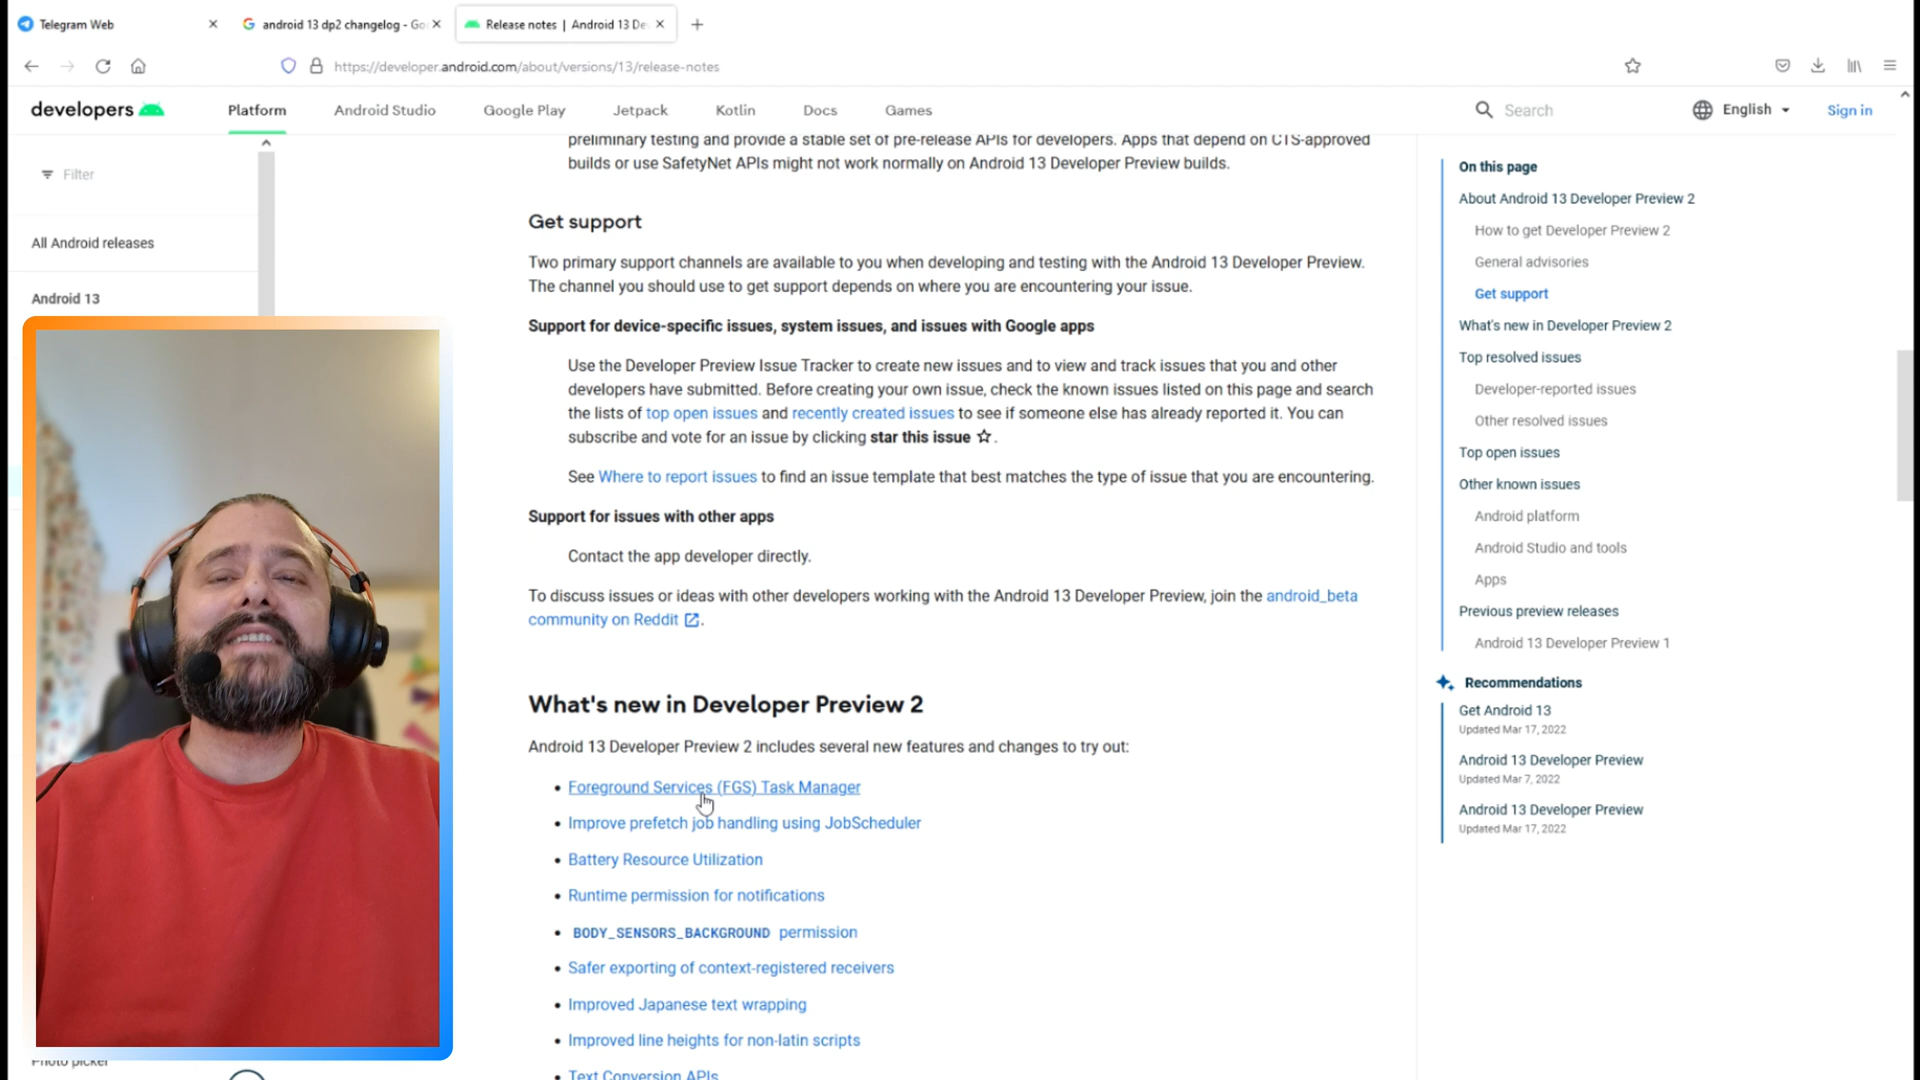 Telegram Web
android 13 dp2 changelog - Go
Release notes | Android 13 De
https://developer.android.com/about/versions/13/release-notes
developers
Platform
Android Studio
Google Play
Jetpack
Kotlin
Docs
Games
Search
English
Sign in
Filter
All Android releases
Android 13
Photo picker
preliminary testing and provide a stable set of pre-release APIs for developers. Apps that depend on CTS-approved
builds or use SafetyNet APIs might not work normally on Android 13 Developer Preview builds.
Get support
Two primary support channels are available to you when developing and testing with the Android 13 Developer Preview.
The channel you should use to get support depends on where you are encountering your issue.
Support for device-specific issues, system issues, and issues with Google apps
Use the Developer Preview Issue Tracker to create new issues and to view and track issues that you and other
developers have submitted. Before creating your own issue, check the known issues listed on this page and search
the lists of top open issues and recently created issues to see if someone else has already reported it. You can
subscribe and vote for an issue by clicking star this issue ☆.
See Where to report issues to find an issue template that best matches the type of issue that you are encountering.
Support for issues with other apps
Contact the app developer directly.
To discuss issues or ideas with other developers working with the Android 13 Developer Preview, join the android_beta
community on Reddit.
What's new in Developer Preview 2
Android 13 Developer Preview 2 includes several new features and changes to try out:
• Foreground Services (FGS) Task Manager
• Improve prefetch job handling using JobScheduler
• Battery Resource Utilization
• Runtime permission for notifications
• BODY_SENSORS_BACKGROUND permission
• Safer exporting of context-registered receivers
• Improved Japanese text wrapping
• Improved line heights for non-latin scripts
• Text Conversion APIs
On this page
About Android 13 Developer Preview 2
How to get Developer Preview 2
General advisories
Get support
What's new in Developer Preview 2
Top resolved issues
Developer-reported issues
Other resolved issues
Top open issues
Other known issues
Android platform
Android Studio and tools
Apps
Previous preview releases
Android 13 Developer Preview 1
Recommendations
Get Android 13
Updated Mar 17, 2022
Android 13 Developer Preview
Updated Mar 7, 2022
Android 13 Developer Preview
Updated Mar 17, 2022